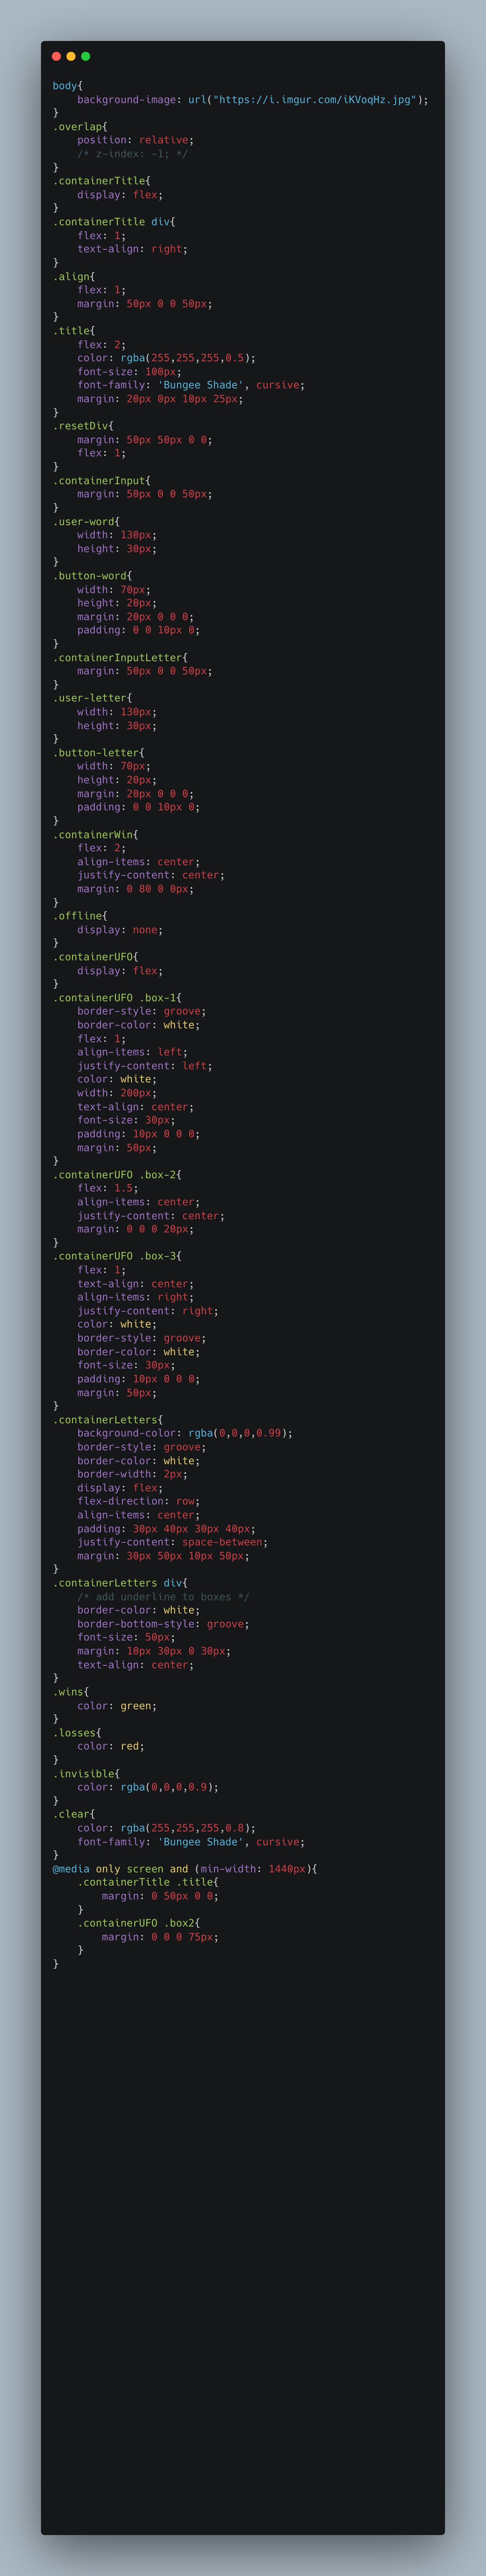 body{
    background-image: url("https://i.imgur.com/iKVoqHz.jpg");
}
.overlap{
    position: relative;
    /* z-index: -1; */
}
.containerTitle{
    display: flex;
}
.containerTitle div{
    flex: 1;
    text-align: right;
}
.align{
    flex: 1;
    margin: 50px 0 0 50px;
}
.title{
    flex: 2;
    color: rgba(255,255,255,0.5);
    font-size: 100px;
    font-family: 'Bungee Shade', cursive;
    margin: 20px 0px 10px 25px;
}
.resetDiv{
    margin: 50px 50px 0 0;
    flex: 1;
}
.containerInput{
    margin: 50px 0 0 50px;
}
.user-word{
    width: 130px;
    height: 30px;
}
.button-word{
    width: 70px;
    height: 20px;
    margin: 20px 0 0 0;
    padding: 0 0 10px 0;
}
.containerInputLetter{
    margin: 50px 0 0 50px;
}
.user-letter{
    width: 130px;
    height: 30px;
}
.button-letter{
    width: 70px;
    height: 20px;
    margin: 20px 0 0 0;
    padding: 0 0 10px 0;
}
.containerWin{
    flex: 2;
    align-items: center;
    justify-content: center;
    margin: 0 80 0 0px;
}
.offline{
    display: none;
}
.containerUFO{
    display: flex;
}
.containerUFO .box-1{
    border-style: groove;
    border-color: white;
    flex: 1;
    align-items: left;
    justify-content: left;
    color: white;
    width: 200px;
    text-align: center;
    font-size: 30px;
    padding: 10px 0 0 0;
    margin: 50px;
}
.containerUFO .box-2{
    flex: 1.5;
    align-items: center;
    justify-content: center;
    margin: 0 0 0 20px;
}
.containerUFO .box-3{
    flex: 1;
    text-align: center;
    align-items: right;
    justify-content: right;
    color: white;
    border-style: groove;
    border-color: white;
    font-size: 30px;
    padding: 10px 0 0 0;
    margin: 50px;
}
.containerLetters{
    background-color: rgba(0,0,0,0.99);
    border-style: groove;
    border-color: white;
    border-width: 2px;
    display: flex;
    flex-direction: row;
    align-items: center;
    padding: 30px 40px 30px 40px;
    justify-content: space-between;
    margin: 30px 50px 10px 50px;
}
.containerLetters div{
    /* add underline to boxes */
    border-color: white;
    border-bottom-style: groove;
    font-size: 50px;
    margin: 10px 30px 0 30px;
    text-align: center;
}
.wins{
    color: green;
}
.losses{
    color: red;
}
.invisible{
    color: rgba(0,0,0,0.9);
}
.clear{
    color: rgba(255,255,255,0.8);
    font-family: 'Bungee Shade', cursive;
}
@media only screen and (min-width: 1440px){
    .containerTitle .title{
        margin: 0 50px 0 0;
    }
    .containerUFO .box2{
        margin: 0 0 0 75px;
    }
}